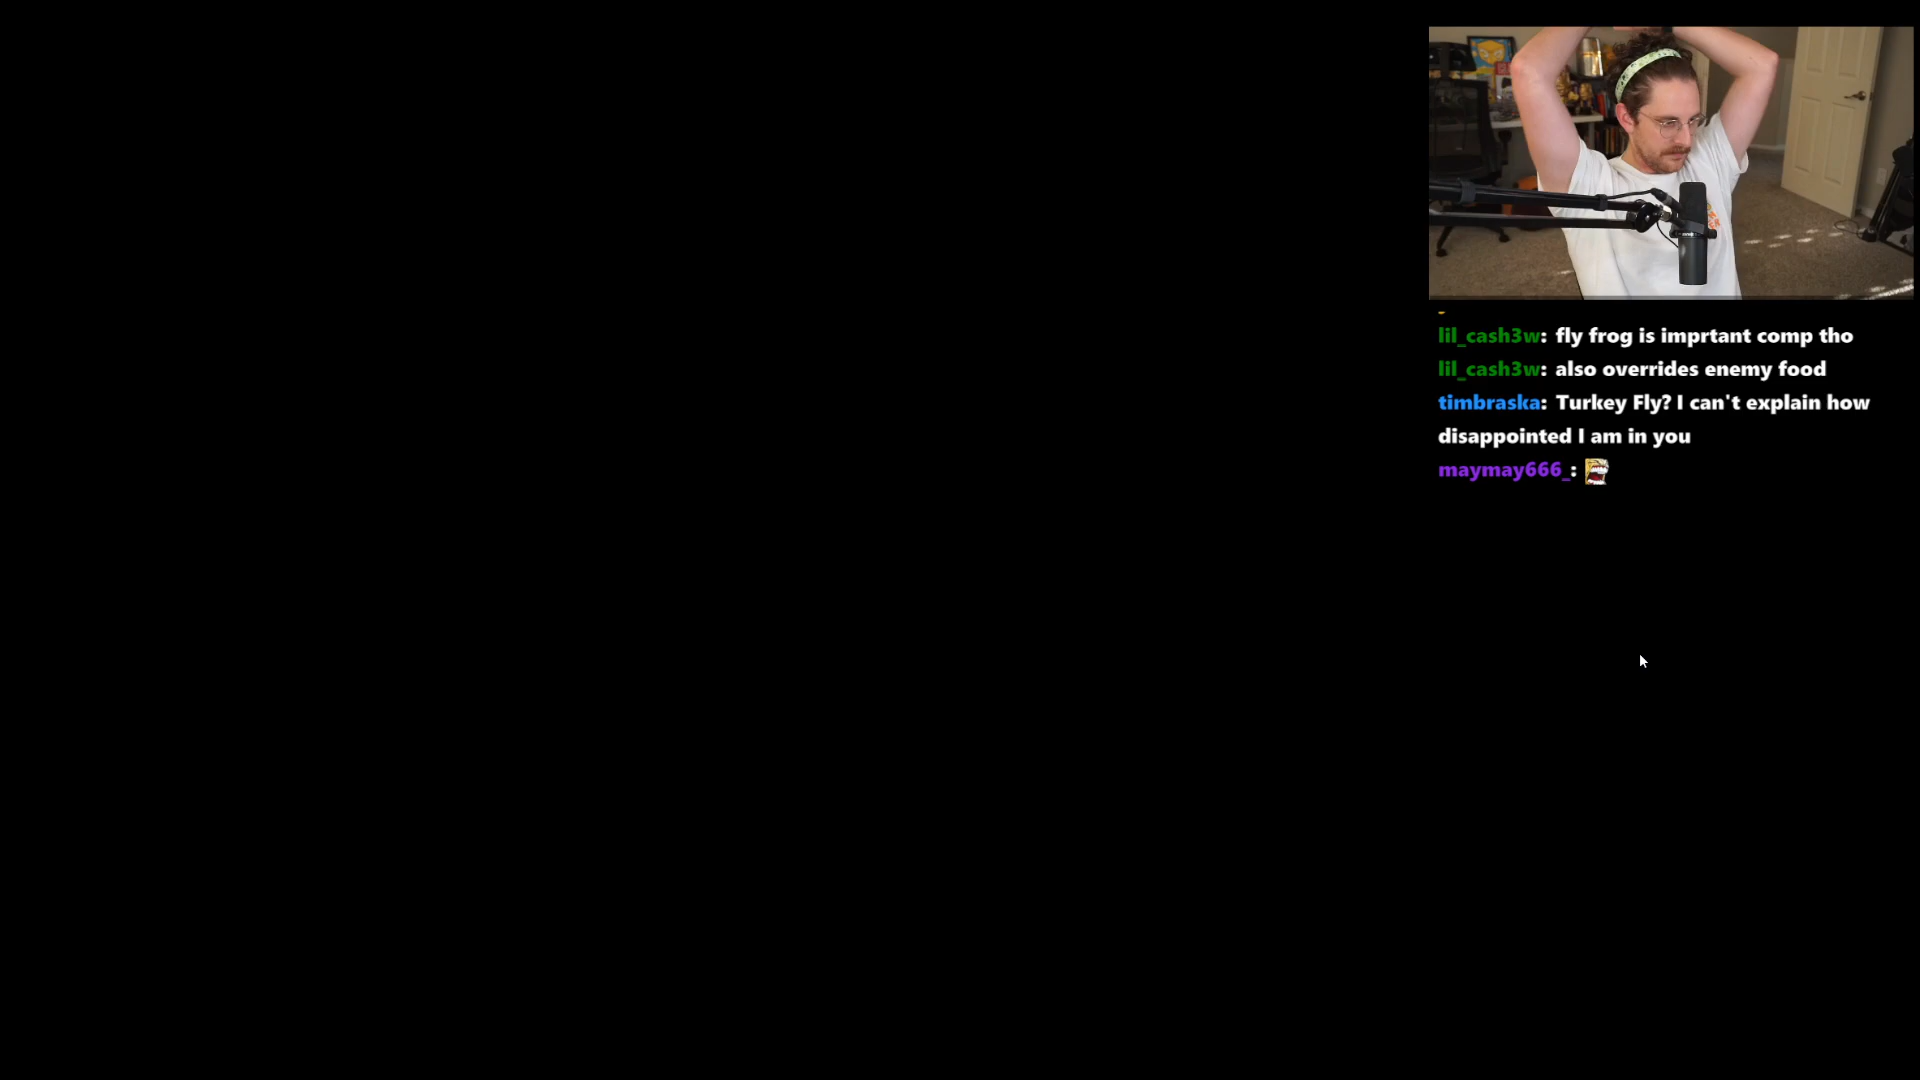 lil_cash3w: fly frog is imprtant comp tho
lil_cash3w: also overrides enemy food
timbraska: Turkey Fly? I can't explain how
disappointed I am in you
maymay666_: